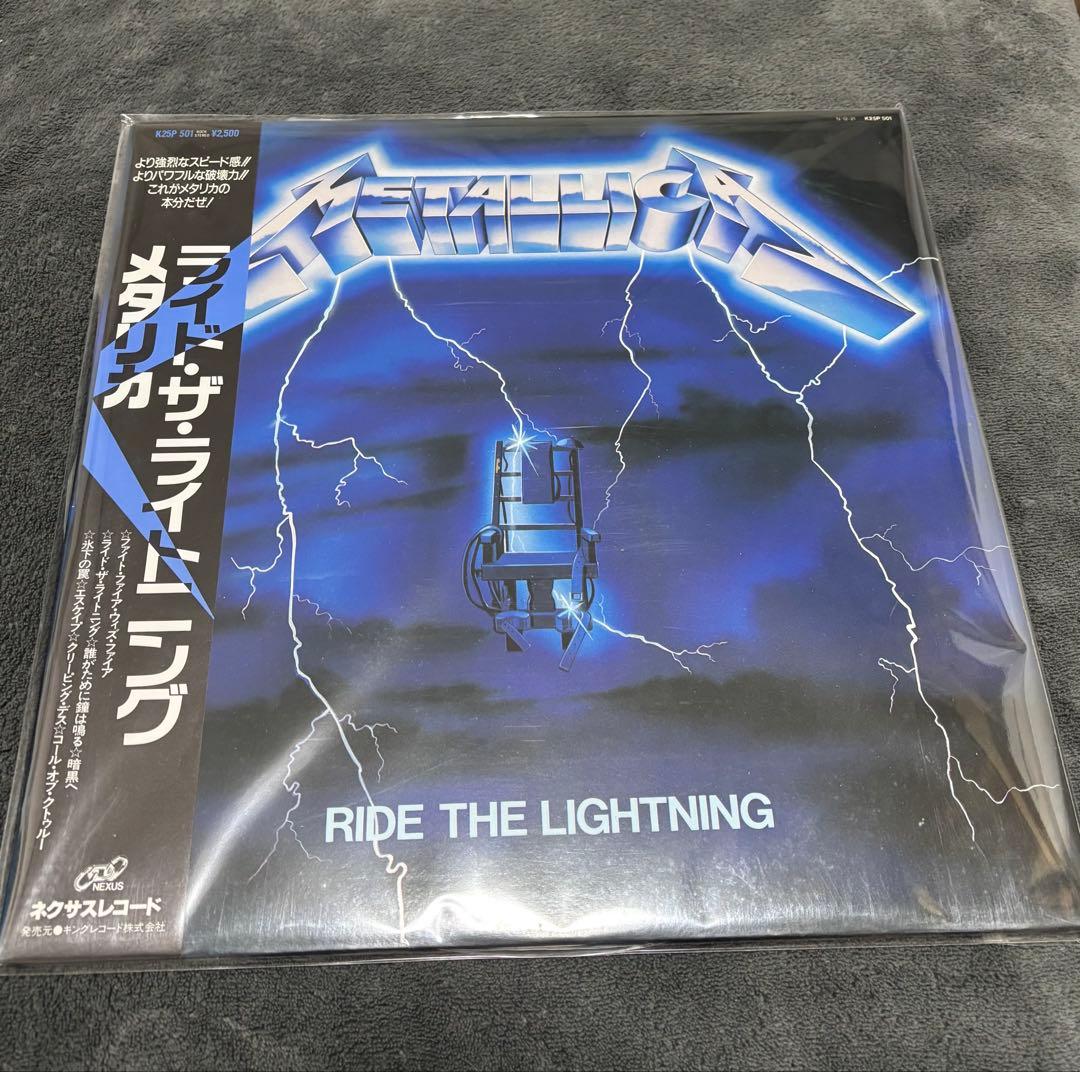 K25P 501 ROCK STEREO ¥2,500
より強烈なスピード感!!
よりパワフルな破壊力!!
これがメタリカの
本分だぜ!
ライド・ザ・ライトニング
メタリカ
☆ファイト・ファイア・ウィズ・ファイア
☆ライド・ザ・ライトニング☆誰がために鐘は鳴る☆暗黒へ
☆氷下の罠☆エスケイプ☆クリーピング・デス☆コール・オブ・クトゥルー
NEXUS
ネクサスレコード
発売元●キングレコード株式会社
K25P 501
METALLICA
RIDE THE LIGHTNING